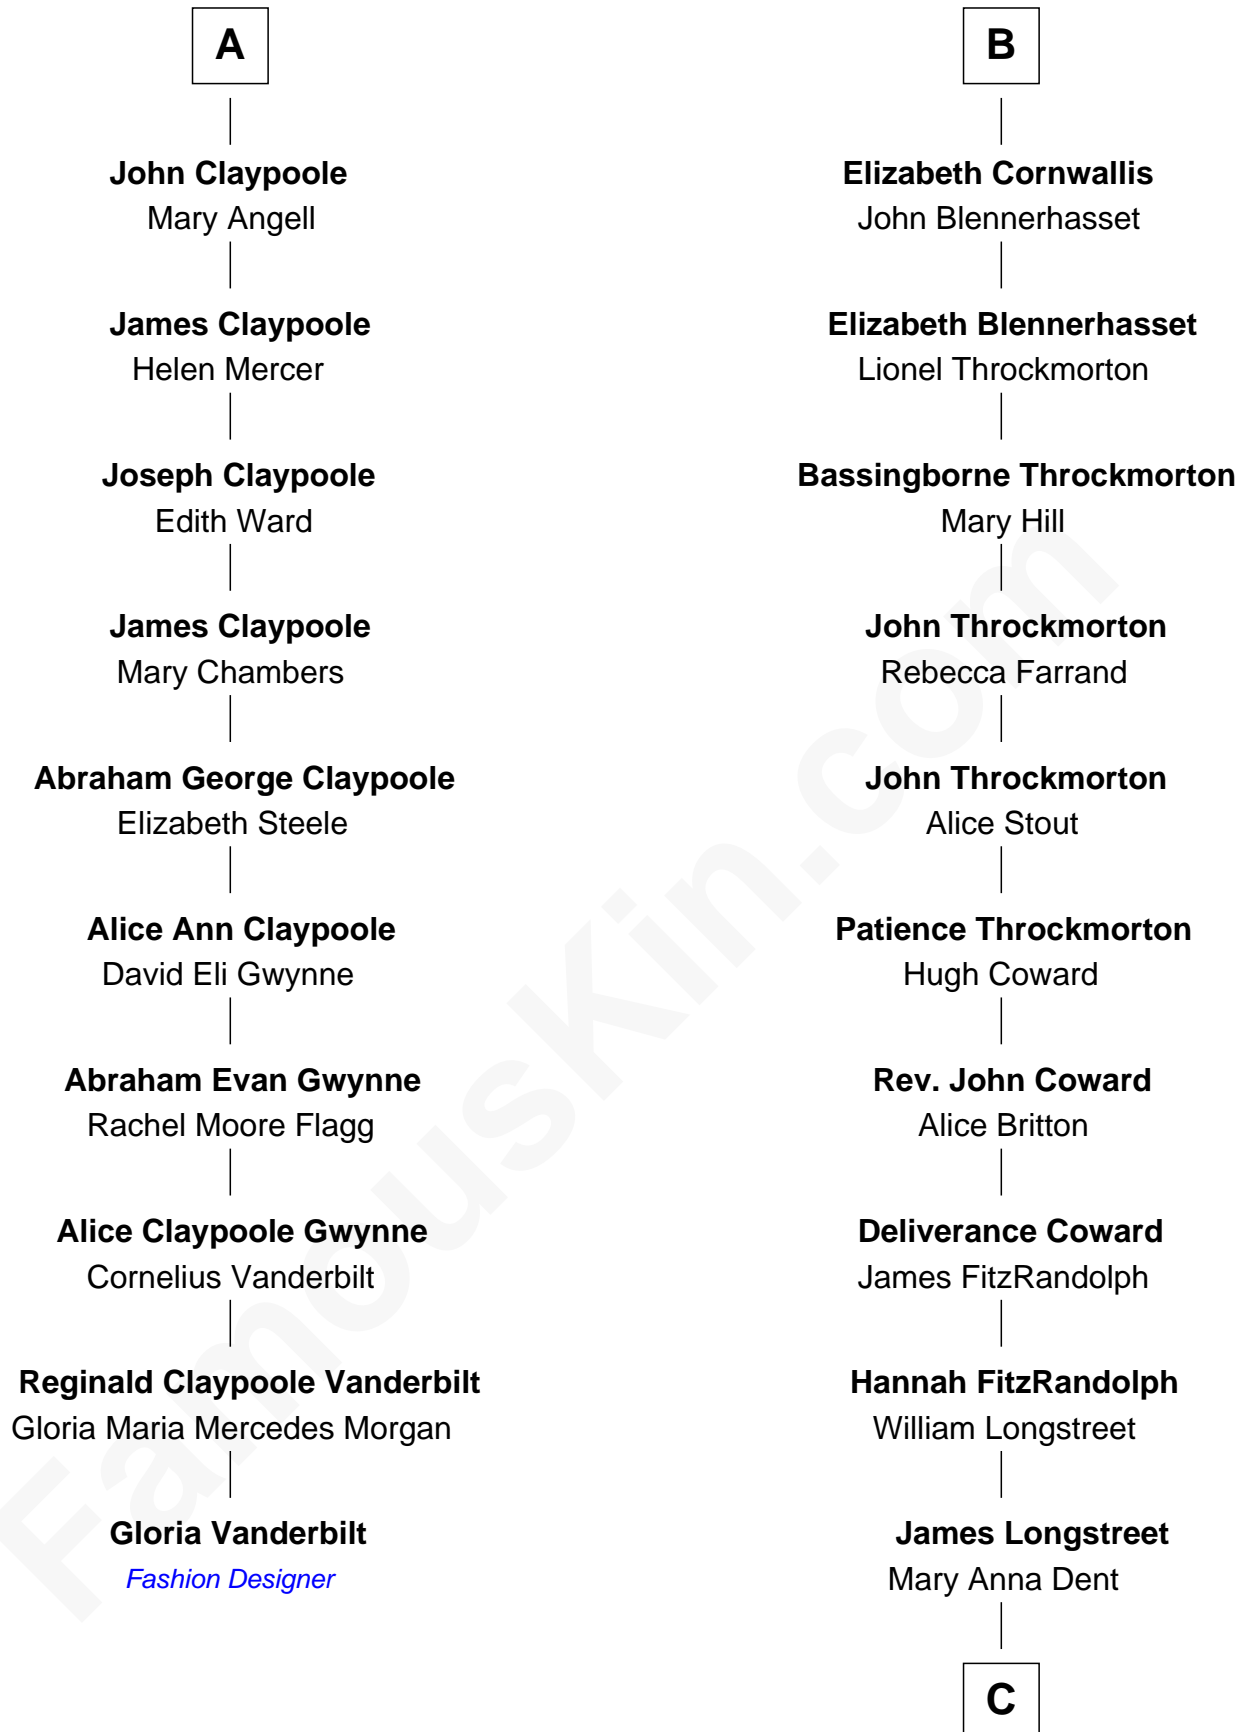 A
John Claypoole
Mary Angell
James Claypoole
Helen Mercer
Joseph Claypoole
Edith Ward
James Claypoole
Mary Chambers
Abraham George Claypoole
Elizabeth Steele
Alice Ann Claypoole
David Eli Gwynne
Abraham Evan Gwynne
Rachel Moore Flagg
Alice Claypoole Gwynne
Cornelius Vanderbilt
Reginald Claypoole Vanderbilt
Gloria Maria Mercedes Morgan
Gloria Vanderbilt
Fashion Designer
B
Elizabeth Cornwallis
John Blennerhasset
Elizabeth Blennerhasset
Lionel Throckmorton
Bassingborne Throckmorton
Mary Hill
John Throckmorton
Rebecca Farrand
John Throckmorton
Alice Stout
Patience Throckmorton
Hugh Coward
Rev. John Coward
Alice Britton
Deliverance Coward
James FitzRandolph
Hannah FitzRandolph
William Longstreet
James Longstreet
Mary Anna Dent
C
FamousKin.com